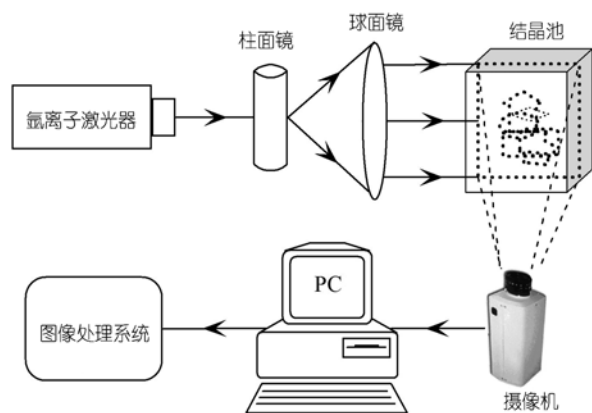 柱面镜
球面镜
结晶池
氩离子激光器
PC
图像处理系统
摄像机